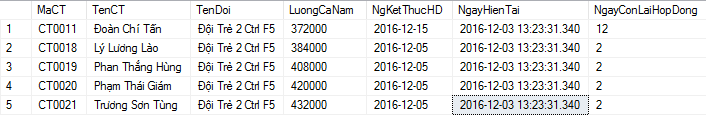 MaCT TenCT TenDoi LuongCaNam NgKetThucHD NgayHienTai NgayConLaiHopDong
1 CT0011 Đoàn Chí Tấn Đội Trẻ 2 Ctrl F5 372000 2016-12-15 2016-12-03 13:23:31.340 12
2 CT0018 Lý Lương Lào Đội Trẻ 2 Ctrl F5 384000 2016-12-05 2016-12-03 13:23:31.340 2
3 CT0019 Phan Thắng Hùng Đội Trẻ 2 Ctrl F5 408000 2016-12-05 2016-12-03 13:23:31.340 2
4 CT0020 Phạm Thái Giám Đội Trẻ 2 Ctrl F5 420000 2016-12-05 2016-12-03 13:23:31.340 2
5 CT0021 Trương Sơn Tùng Đội Trẻ 2 Ctrl F5 432000 2016-12-05 2016-12-03 13:23:31.340 2